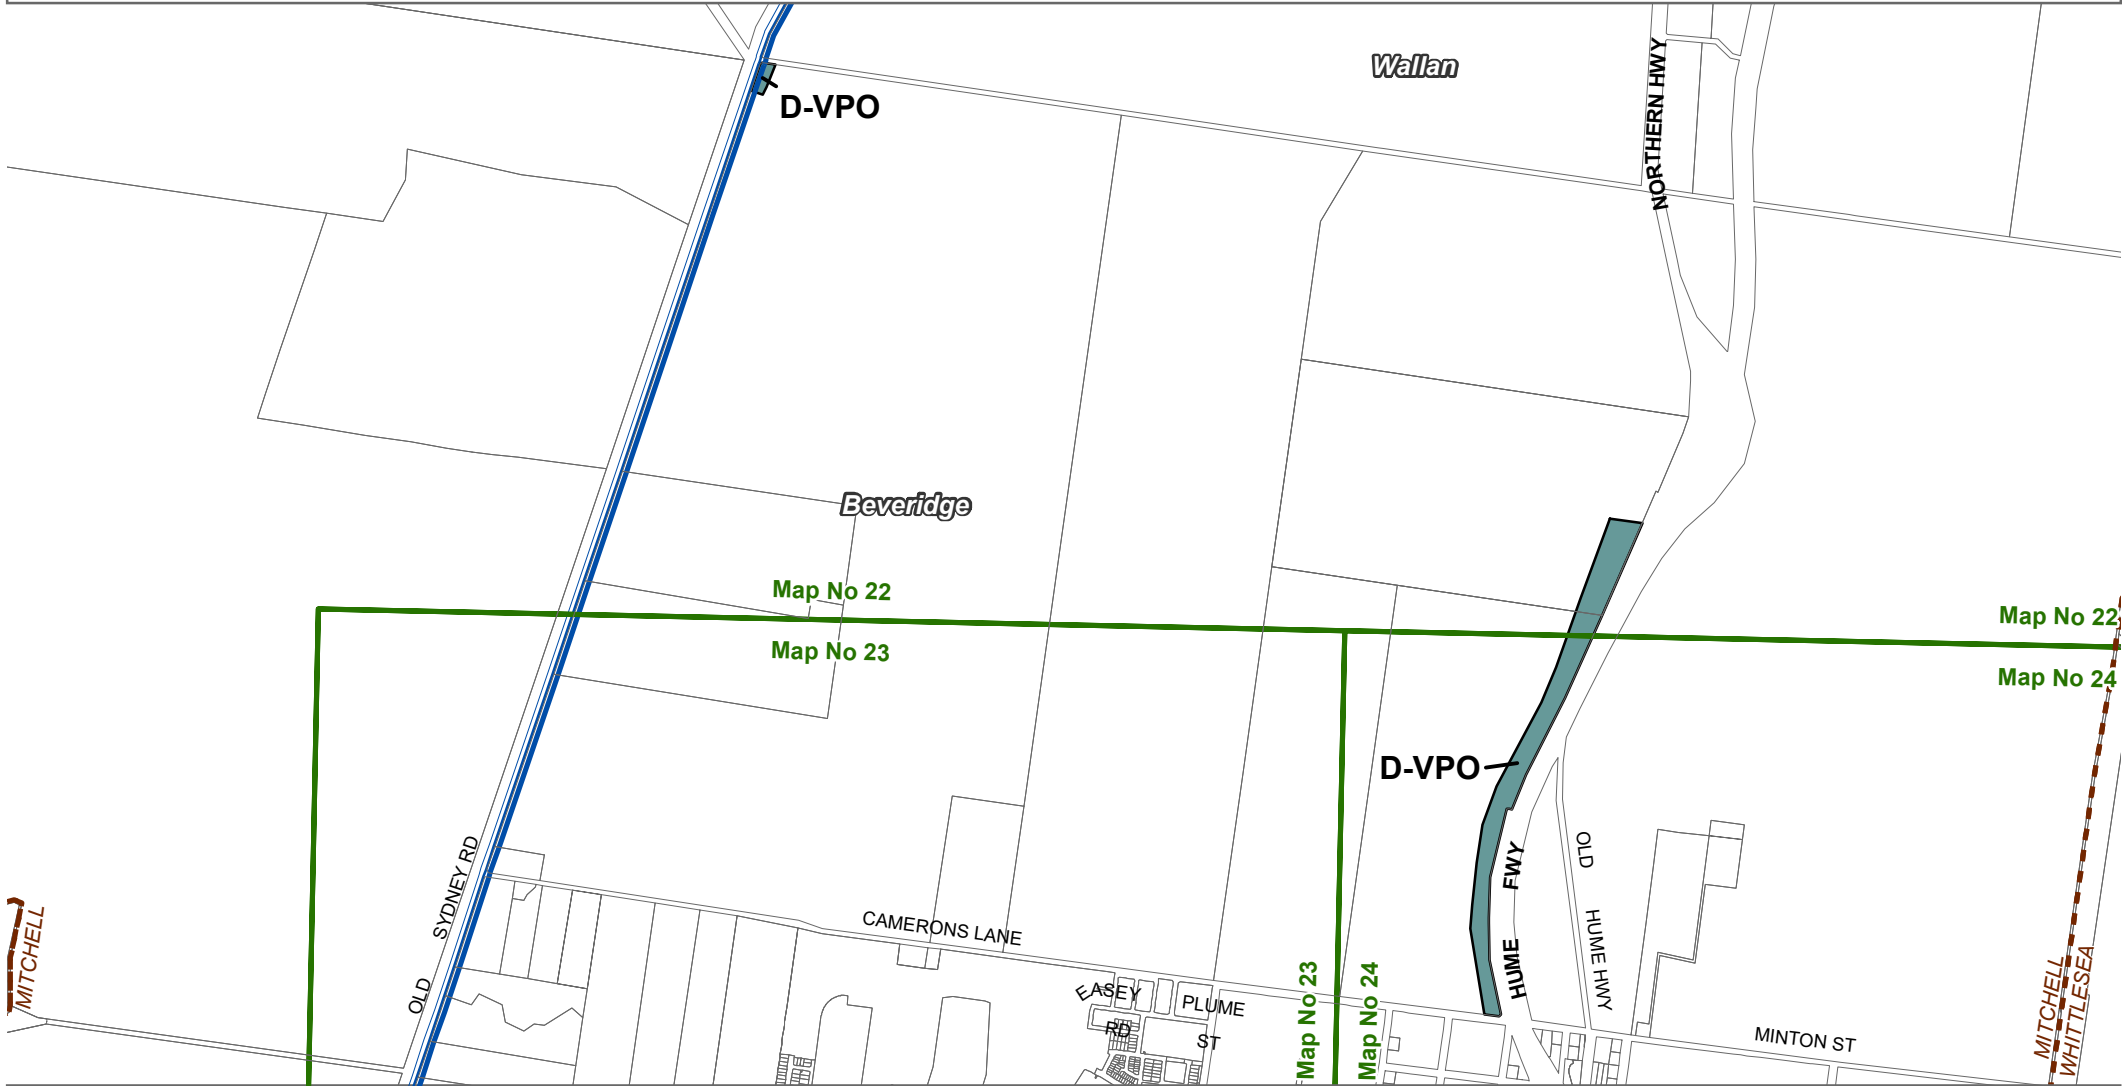 Wallan
NORTHERN HWY
D-VPO
Beveridge
Map No 22
Map No 23
Map No 22
Map No 24
D-VPO
OLD SYDNEY RD
CAMERONS LANE
HUME FWY
OLD HUME HWY
MITCHELL
EASEY RD
PLUME ST
Map No 23
Map No 24
MINTON ST
MITCHELL
WHITTLESEA